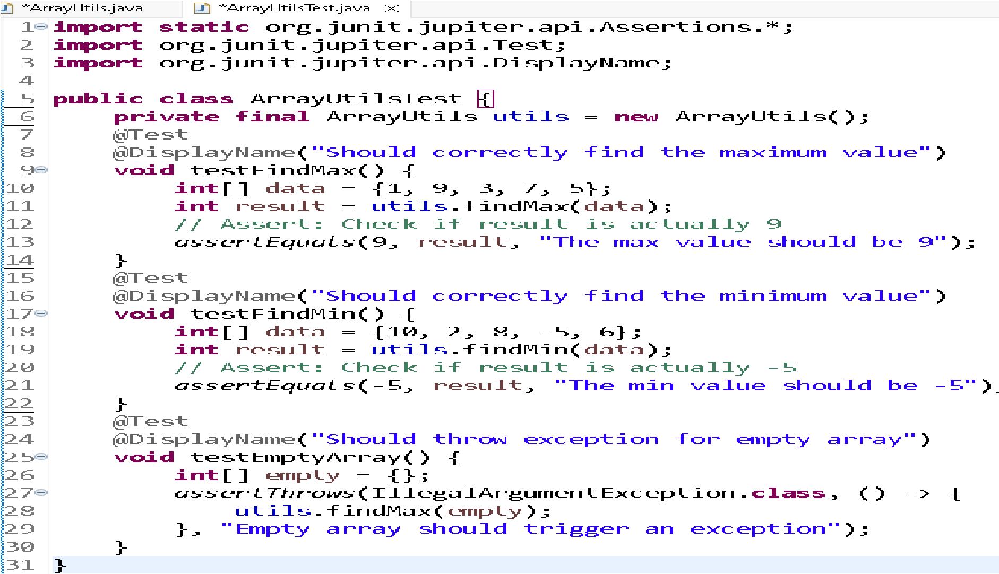 *ArrayUtils.java *ArrayUtilsTest.java
1 import static org.junit.jupiter.api.Assertions.*;
2 import org.junit.jupiter.api.Test;
3 import org.junit.jupiter.api.DisplayName;
4
5 public class ArrayUtilsTest {
6 private final ArrayUtils utils = new ArrayUtils();
7 @Test
8 @DisplayName("Should correctly find the maximum value")
9 void testFindMax() {
10 int[] data = {1, 9, 3, 7, 5};
11 int result = utils.findMax(data);
12 // Assert: Check if result is actually 9
13 assertEquals(9, result, "The max value should be 9");
14 }
15 @Test
16 @DisplayName("Should correctly find the minimum value")
17 void testFindMin() {
18 int[] data = {10, 2, 8, -5, 6};
19 int result = utils.findMin(data);
20 // Assert: Check if result is actually -5
21 assertEquals(-5, result, "The min value should be -5");
22 }
23 @Test
24 @DisplayName("Should throw exception for empty array")
25 void testEmptyArray() {
26 int[] empty = {};
27 assertThrows(IllegalArgumentException.class, () -> {
28 utils.findMax(empty);
29 }, "Empty array should trigger an exception");
30 }
31 }